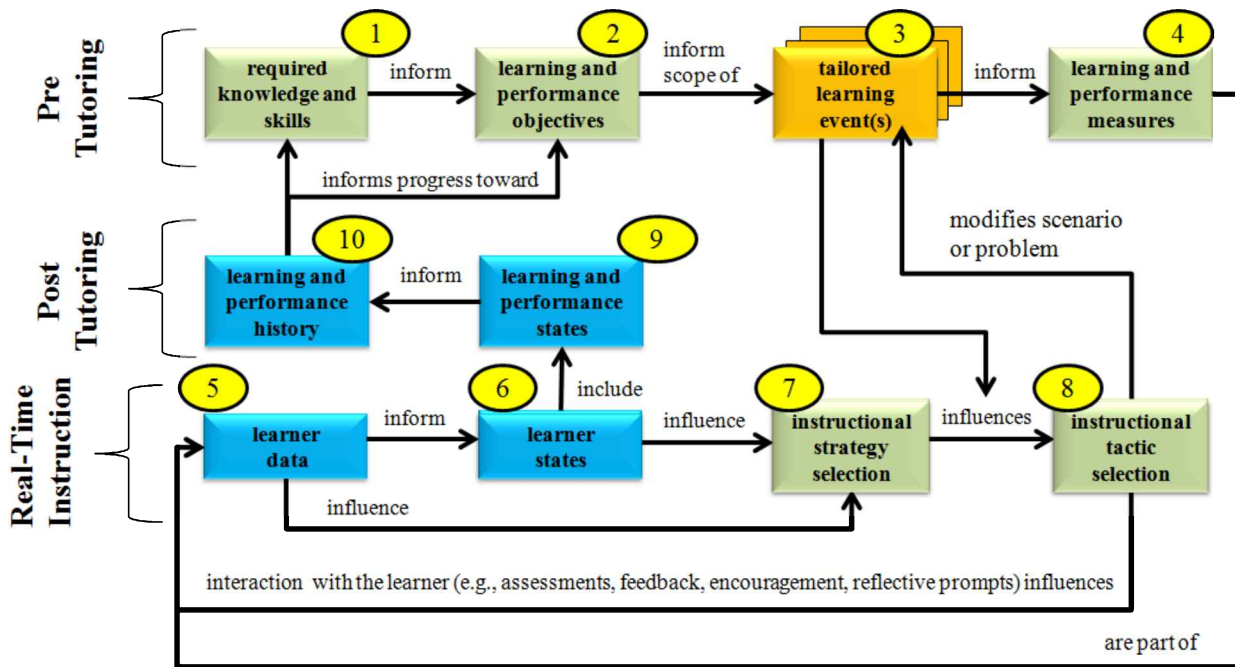 Pre
Tutoring
1
required
knowledge and
skills
inform
2
learning and
performance
objectives
inform
scope of
3
tailored
learning
event(s)
inform
4
learning and
performance
measures
informs progress toward
modifies scenario
or problem
Post
Tutoring
10
learning and
performance
history
inform
9
learning and
performance
states
include
Real-Time
Instruction
5
learner
data
inform
6
learner
states
influence
7
instructional
strategy
selection
influences
8
instructional
tactic
selection
influence
interaction with the learner (e.g., assessments, feedback, encouragement, reflective prompts) influences
are part of